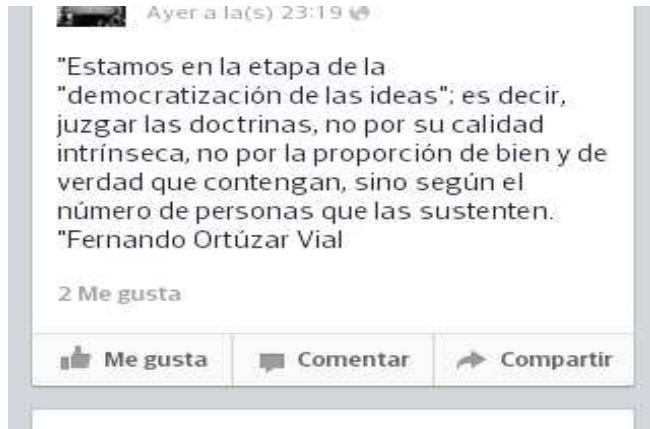 Ayer a la(s) 23:19
"Estamos en la etapa de la
"democratización de las ideas"; es decir,
juzgar las doctrinas, no por su calidad
intrínseca, no por la proporción de bien y de
verdad que contengan, sino según el
número de personas que las sustenten.
"Fernando Ortúzar Vial
2 Me gusta
Me gusta Comentar Compartir